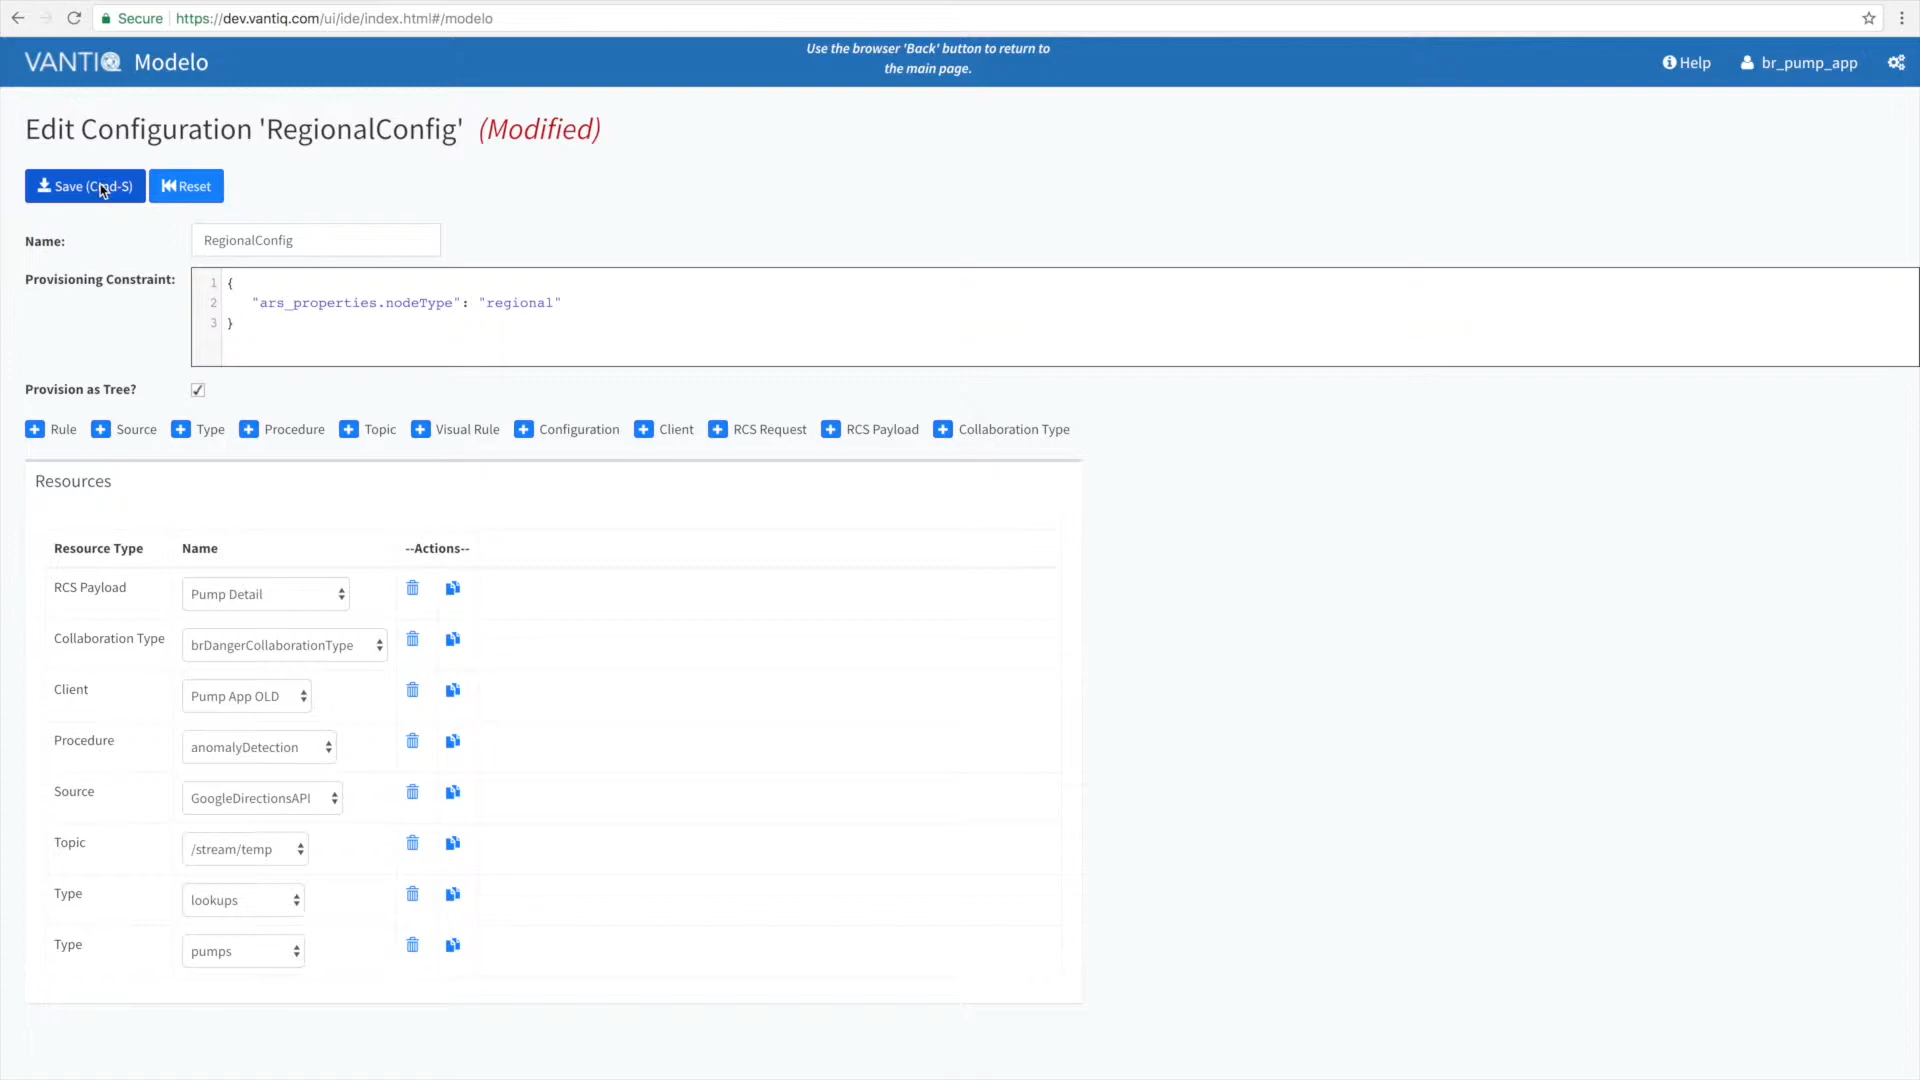 Secure https://dev.vantiq.com/ui/ide/index.html#/modelo
VANTIQ Modelo
Use the browser 'Back' button to return to
the main page.
Help br_pump_app
Edit Configuration 'RegionalConfig' (Modified)
Save (Cmd-S) Reset
Name: RegionalConfig
Provisioning Constraint:
1 {
2 "ars_properties.nodeType": "regional"
3 }
Provision as Tree?
Rule Source Type Procedure Topic Visual Rule Configuration Client RCS Request RCS Payload Collaboration Type
Resources
Resource Type Name --Actions--
RCS Payload Pump Detail
Collaboration Type brDangerCollaborationType
Client Pump App OLD
Procedure anomalyDetection
Source GoogleDirectionsAPI
Topic /stream/temp
Type lookups
Type pumps